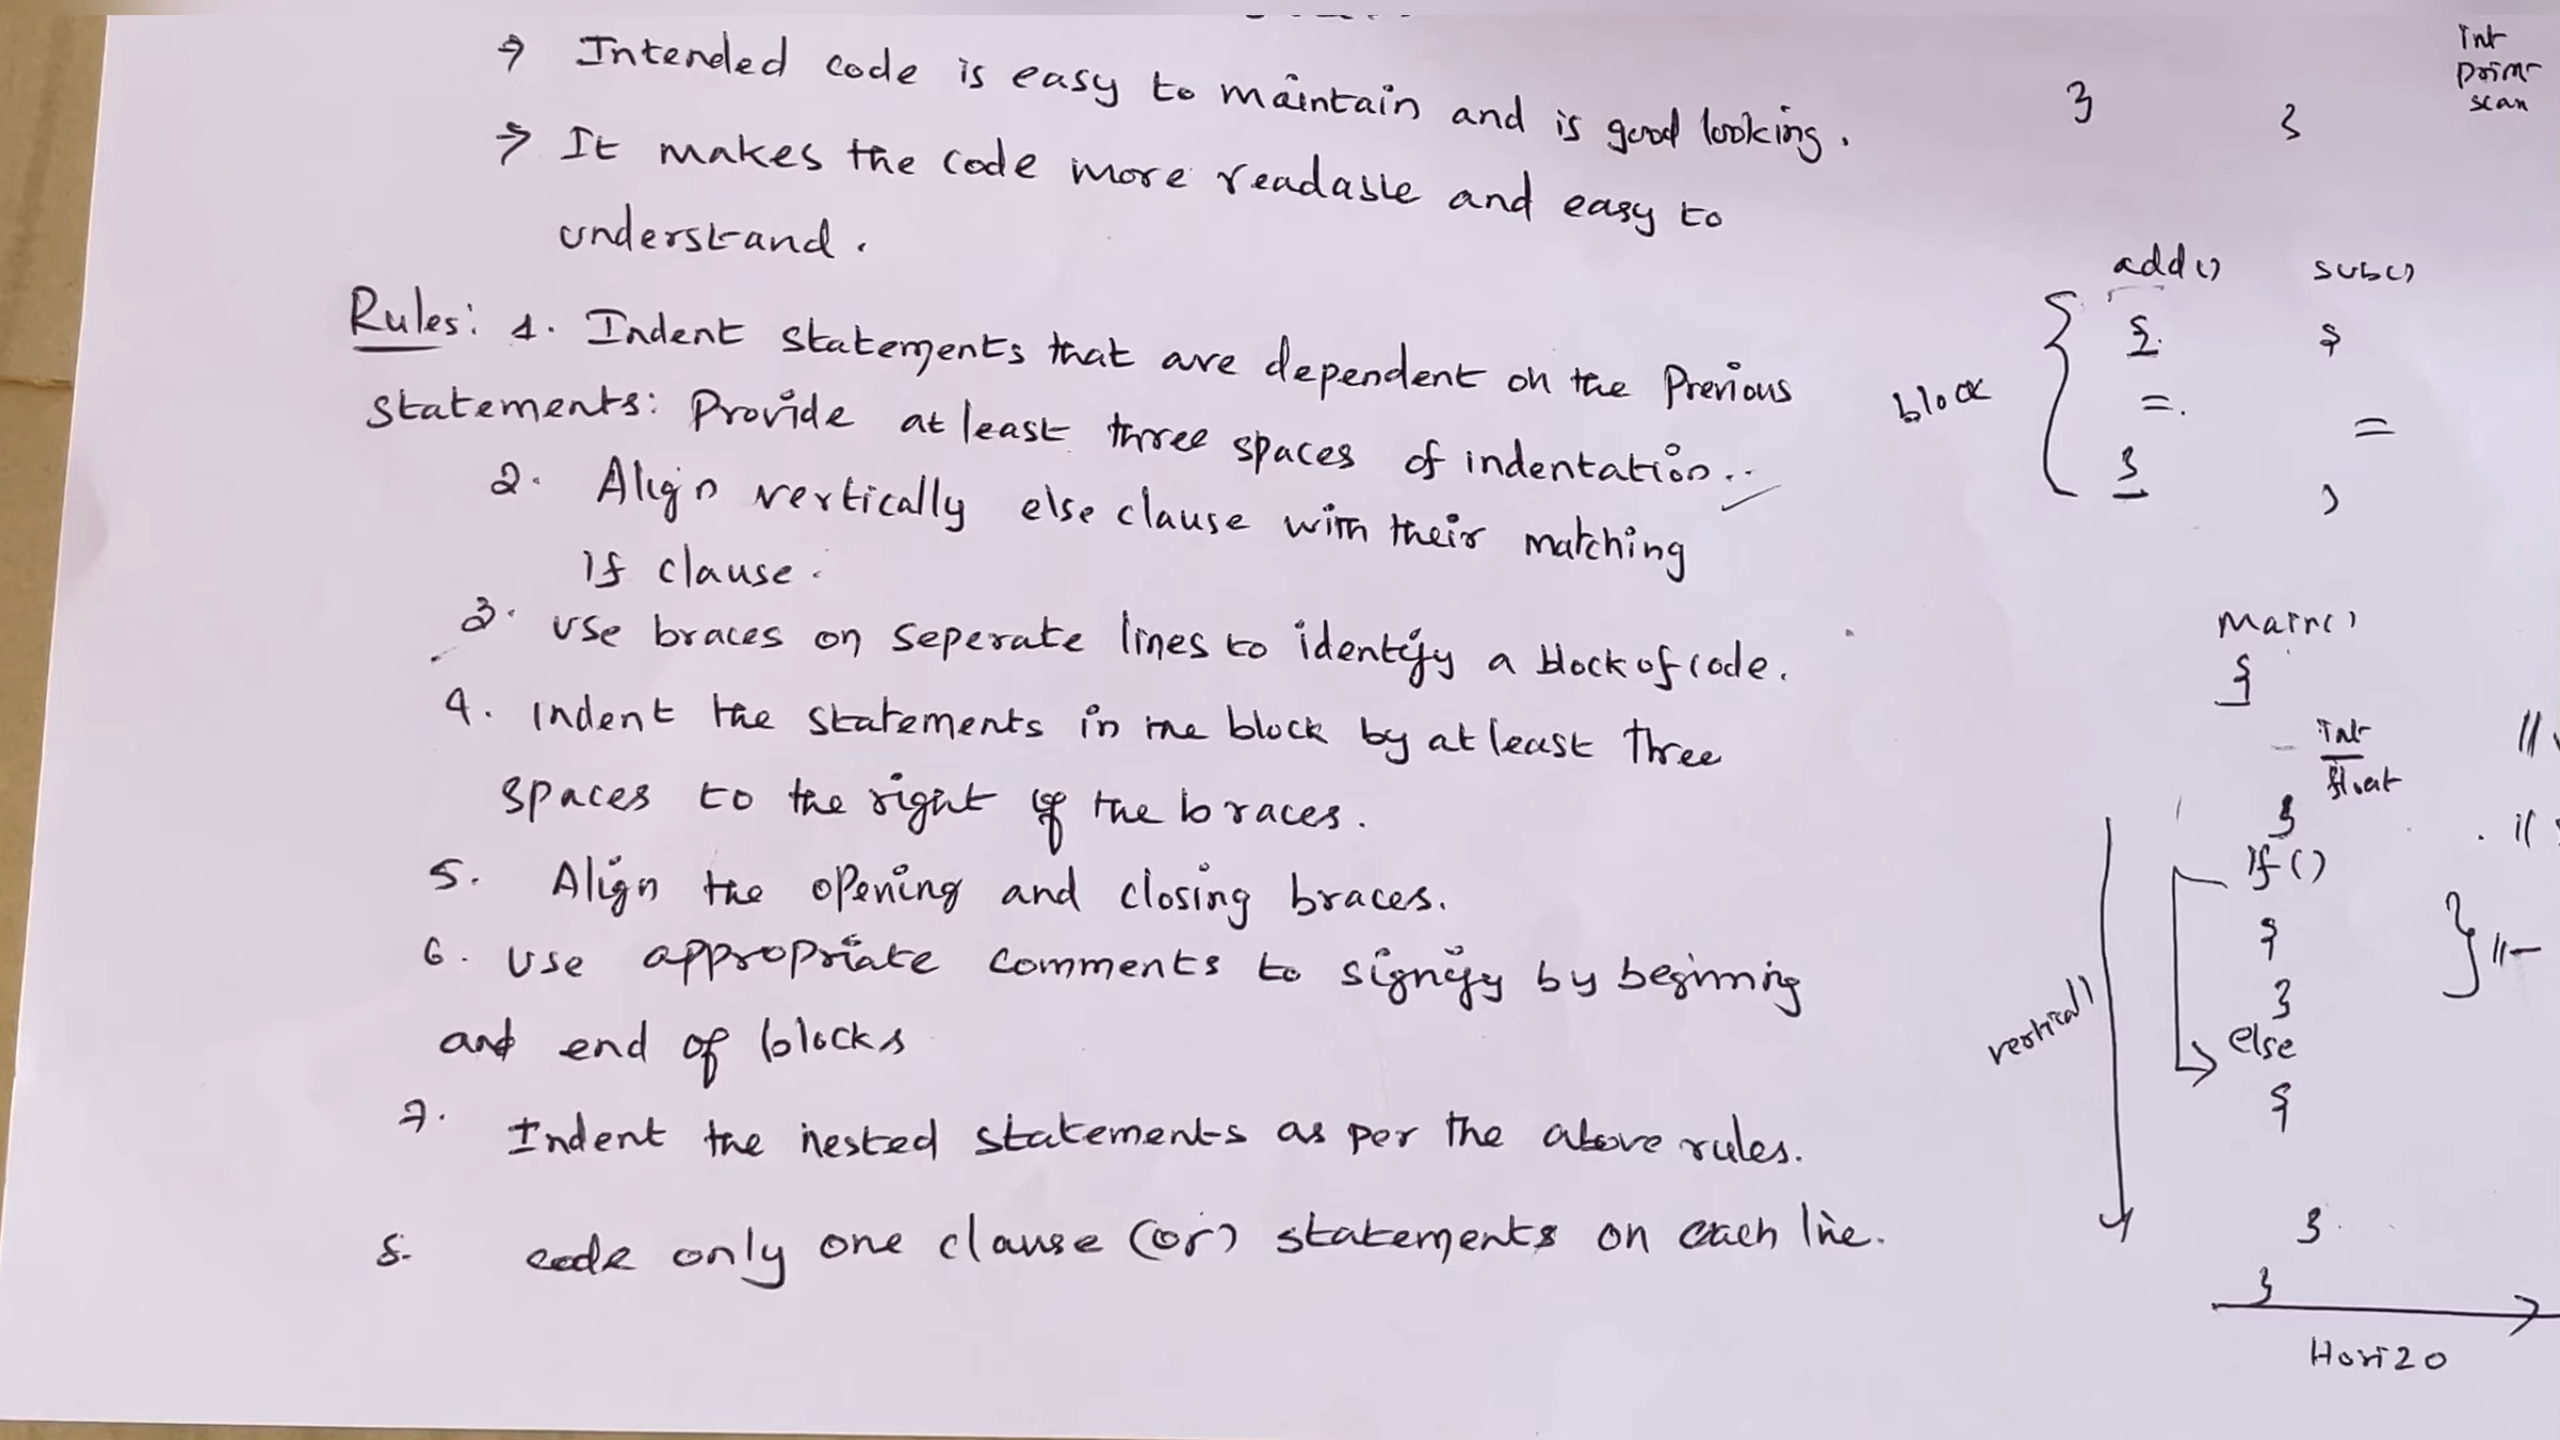 → Intended code is easy to maintain and is good looking.
→ It makes the code more readable and easy to
understand.
Rules: 1. Indent statements that are dependent on the Previous
statements: Provide at least three spaces of indentation.
2. Align vertically else clause with their matching
if clause.
3. use braces on seperate lines to identify a block of code.
4. indent the statements in the block by at least three
spaces to the right of the braces.
5. Align the opening and closing braces.
6. use appropriate comments to signify by beginning
and end of blocks
7. Indent the nested statements as per the above rules.
8. code only one clause (or) statements on each line.
int
scan
}
}
add()
sub()
{
{
block
=
=
}
}
main()
{
int
//
float
}
//
if()
{
} //
}
vertical
else
{
}
}
Horizo